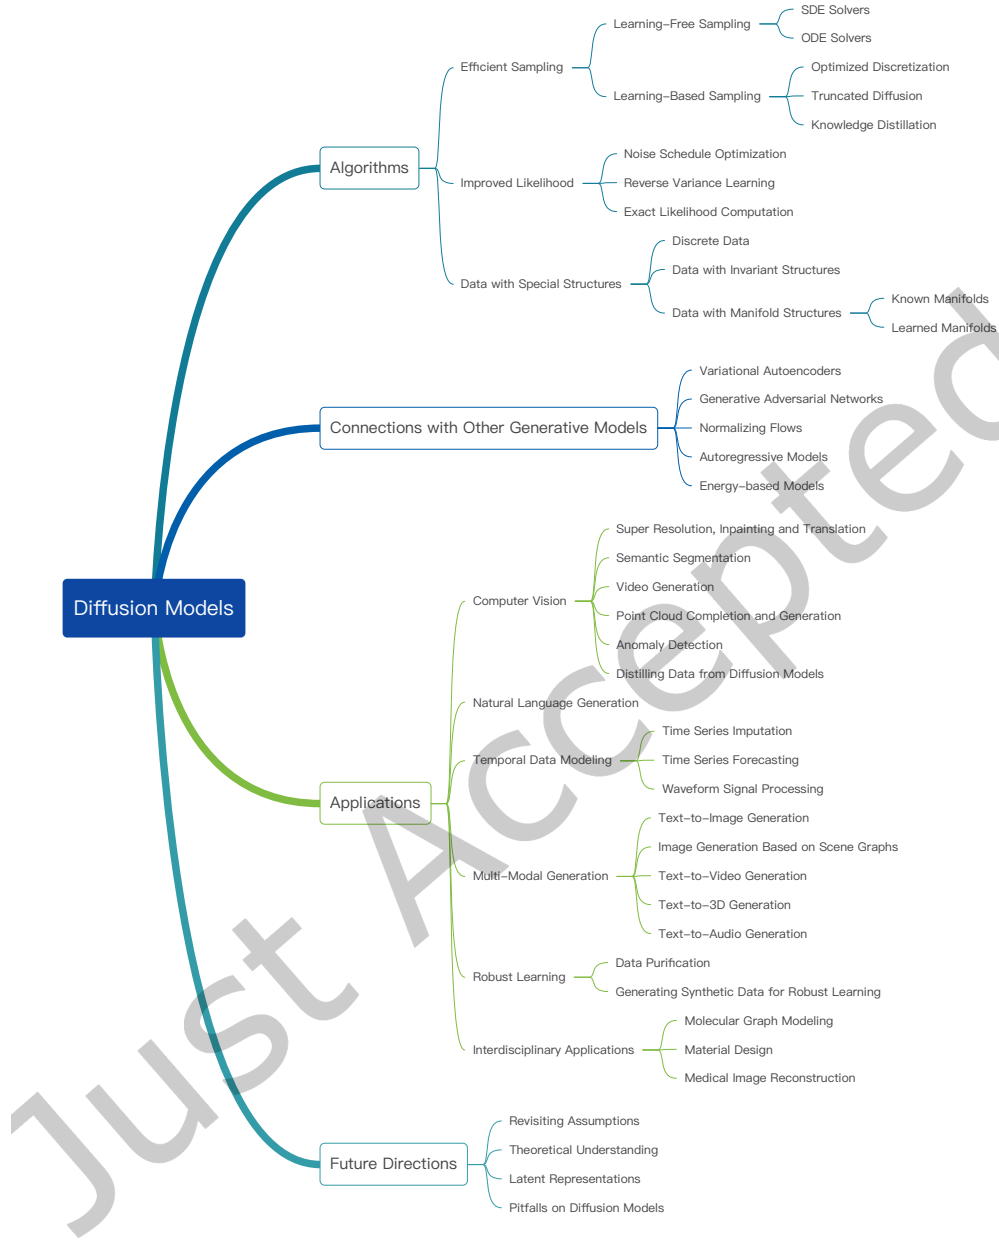 Diffusion Models
Algorithms
Efficient Sampling
Learning-Free Sampling
SDE Solvers
ODE Solvers
Learning-Based Sampling
Optimized Discretization
Truncated Diffusion
Knowledge Distillation
Improved Likelihood
Noise Schedule Optimization
Reverse Variance Learning
Exact Likelihood Computation
Data with Special Structures
Discrete Data
Data with Invariant Structures
Data with Manifold Structures
Known Manifolds
Learned Manifolds
Connections with Other Generative Models
Variational Autoencoders
Generative Adversarial Networks
Normalizing Flows
Autoregressive Models
Energy-based Models
Applications
Computer Vision
Super Resolution, Inpainting and Translation
Semantic Segmentation
Video Generation
Point Cloud Completion and Generation
Anomaly Detection
Distilling Data from Diffusion Models
Natural Language Generation
Temporal Data Modeling
Time Series Imputation
Time Series Forecasting
Waveform Signal Processing
Multi-Modal Generation
Text-to-Image Generation
Image Generation Based on Scene Graphs
Text-to-Video Generation
Text-to-3D Generation
Text-to-Audio Generation
Robust Learning
Data Purification
Generating Synthetic Data for Robust Learning
Interdisciplinary Applications
Molecular Graph Modeling
Material Design
Medical Image Reconstruction
Future Directions
Revisiting Assumptions
Theoretical Understanding
Latent Representations
Pitfalls on Diffusion Models
Just Accepted